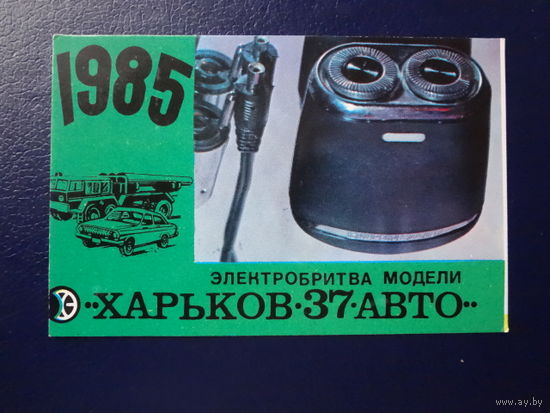 1985
ЭЛЕКТРОБРИТВА МОДЕЛИ
"ХАРЬКОВ·37·АВТО"
www.ay.by